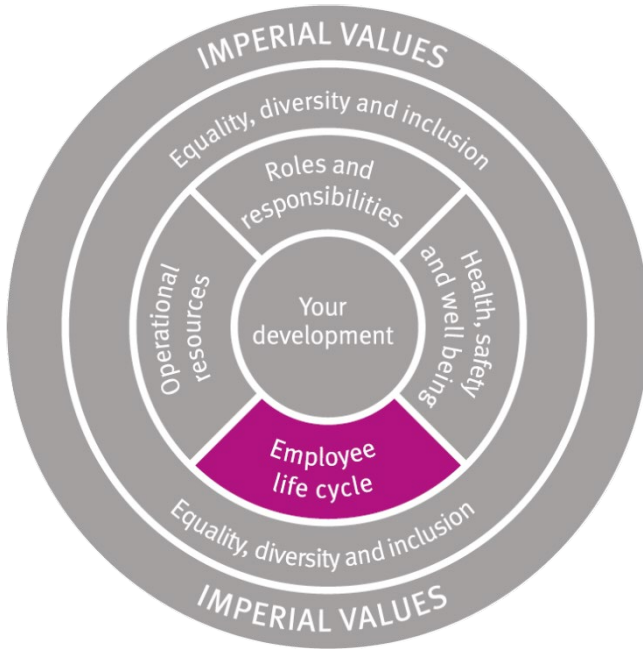 IMPERIAL VALUES
Equality, diversity and inclusion
Roles and
responsibilities
Operational
resources
Your
development
Health, safety
and well being
Employee
life cycle
Equality, diversity and inclusion
IMPERIAL VALUES